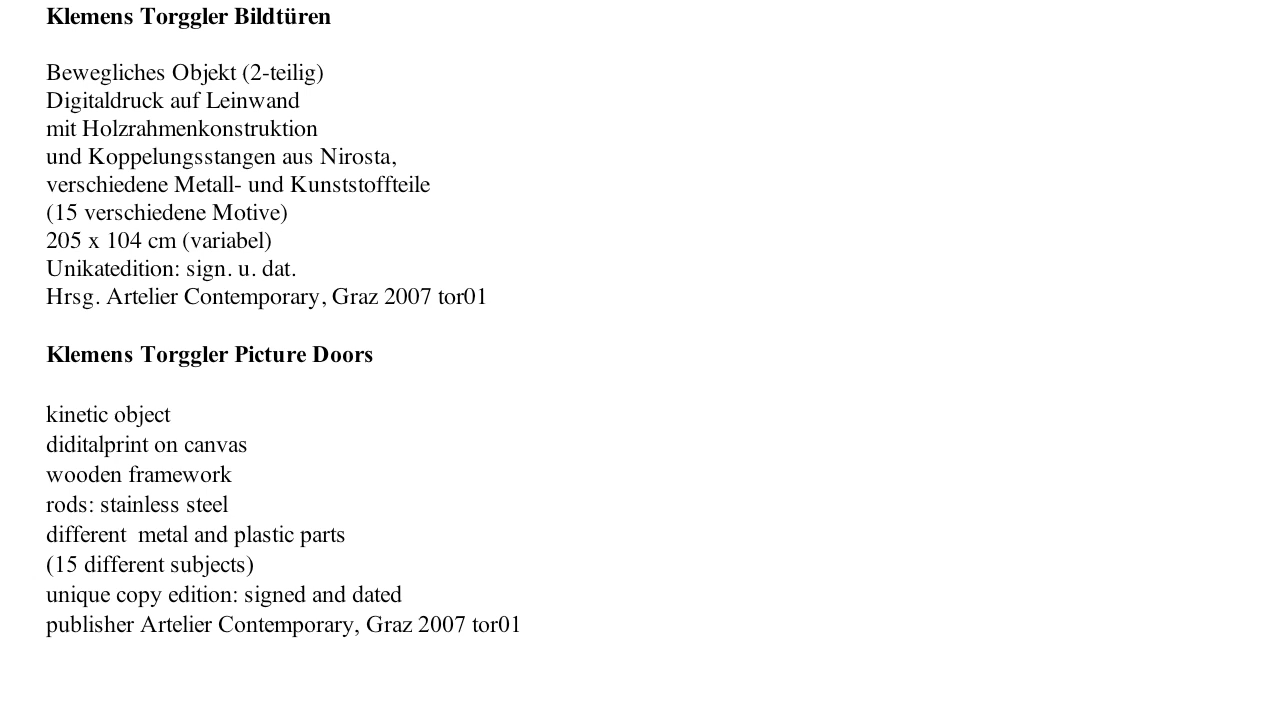 Klemens Torggler Bildtüren
Bewegliches Objekt (2-teilig)
Digitaldruck auf Leinwand
mit Holzrahmenkonstruktion
und Koppelungsstangen aus Nirosta,
verschiedene Metall- und Kunststoffteile
(15 verschiedene Motive)
205 x 104 cm (variabel)
Unikatedition: sign. u. dat.
Hrsg. Artelier Contemporary, Graz 2007 tor01
Klemens Torggler Picture Doors
kinetic object
diditalprint on canvas
wooden framework
rods: stainless steel
different  metal and plastic parts
(15 different subjects)
unique copy edition: signed and dated
publisher Artelier Contemporary, Graz 2007 tor01